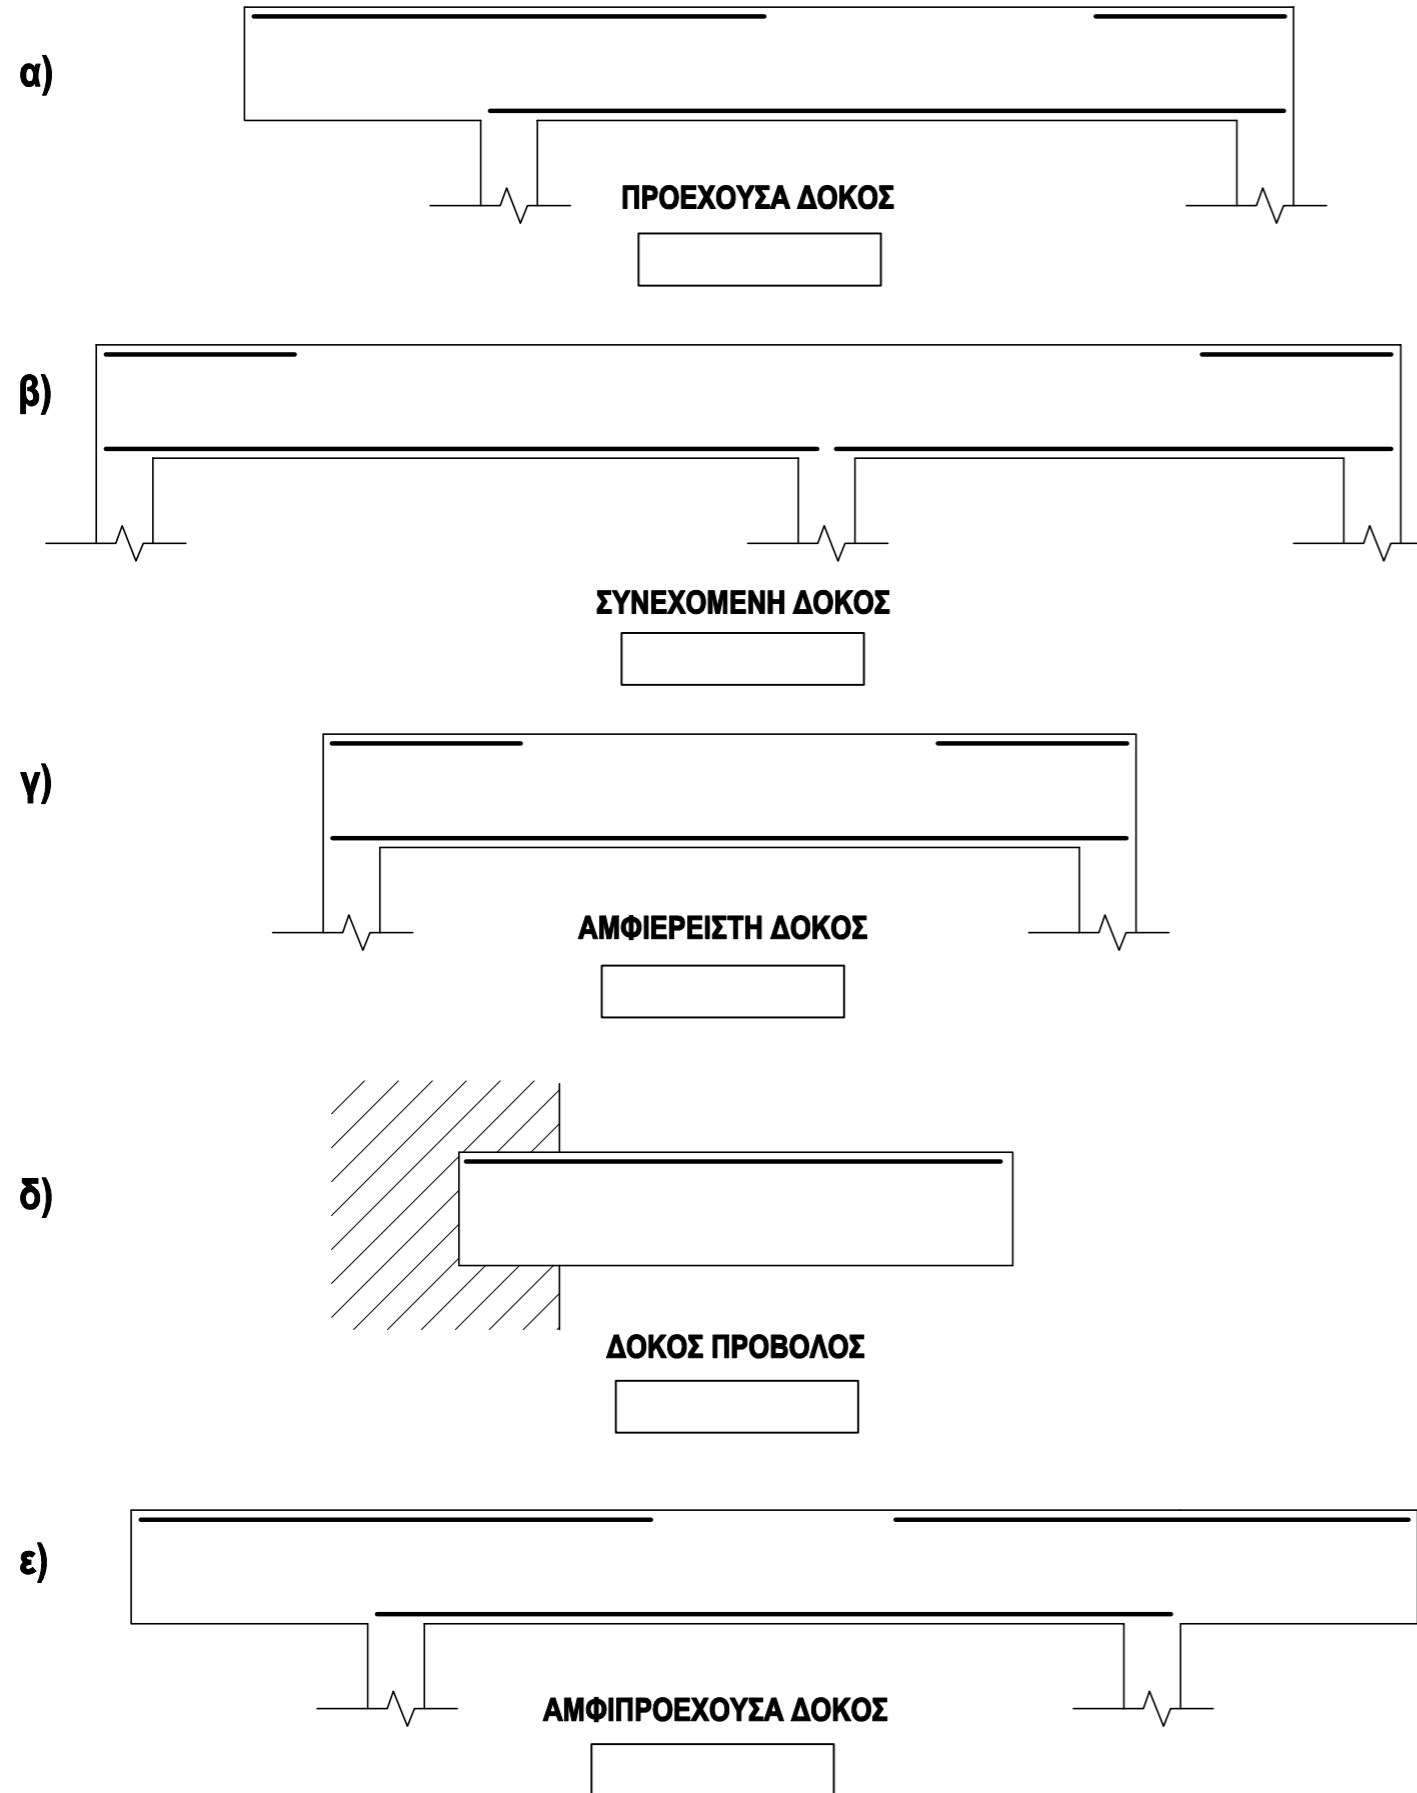 α)
ΠΡΟΕΧΟΥΣΑ ΔΟΚΟΣ
β)
ΣΥΝΕΧΟΜΕΝΗ ΔΟΚΟΣ
γ)
ΑΜΦΙΕΡΕΙΣΤΗ ΔΟΚΟΣ
δ)
ΔΟΚΟΣ ΠΡΟΒΟΛΟΣ
ε)
ΑΜΦΙΠΡΟΕΧΟΥΣΑ ΔΟΚΟΣ